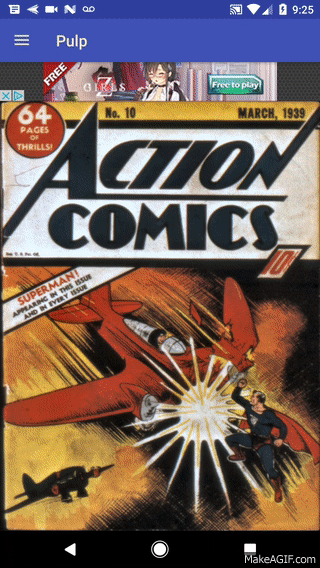 9:25
Pulp
FREE
GIRLS
Free to play!
64
PAGES
OF
THRILLS!
No. 10
MARCH, 1939
ACTION
COMICS
10¢
SUPERMAN!
APPEARING IN THIS ISSUE
AND IN EVERY ISSUE
MakeAGIF.com